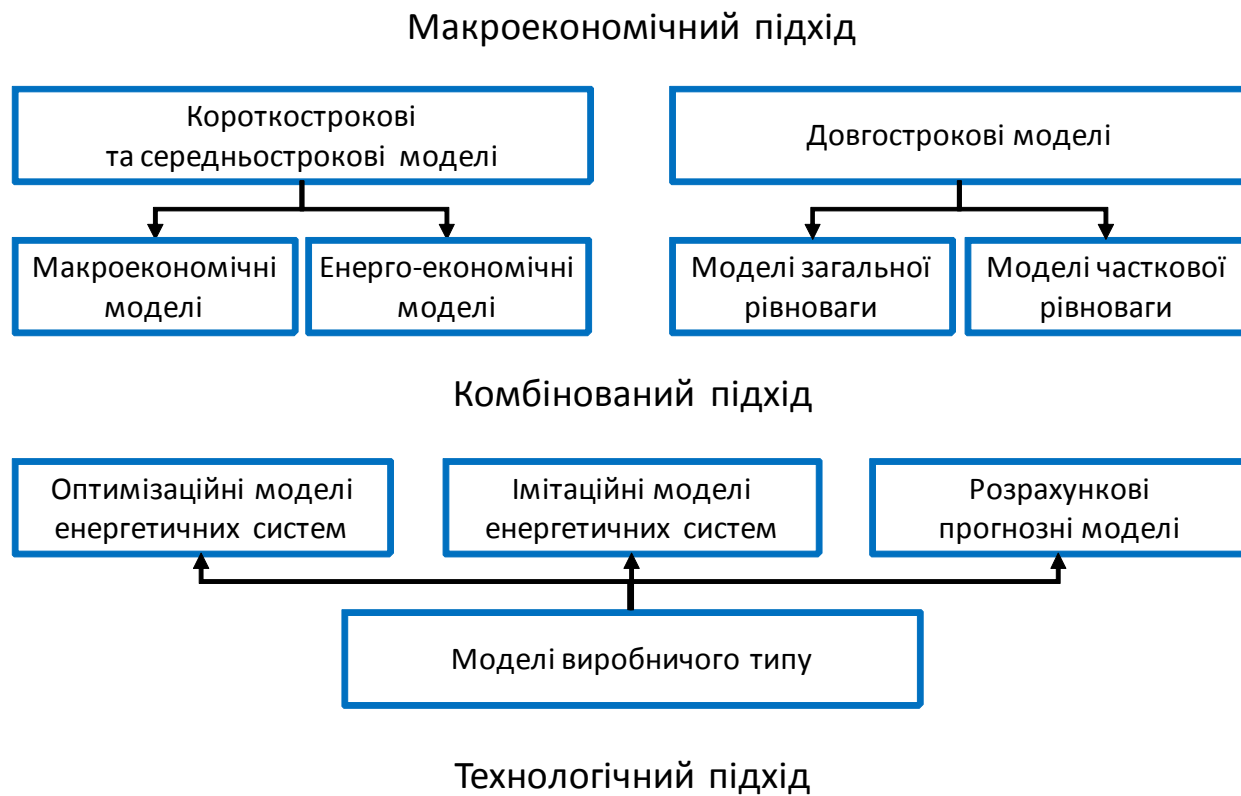 Макроекономічний підхід
Короткострокові
та середньострокові моделі
Довгострокові моделі
Макроекономічні
моделі
Енерго-економічні
моделі
Моделі загальної
рівноваги
Моделі часткової
рівноваги
Комбінований підхід
Оптимізаційні моделі
енергетичних систем
Імітаційні моделі
енергетичних систем
Розрахункові
прогнозні моделі
Моделі виробничого типу
Технологічний підхід